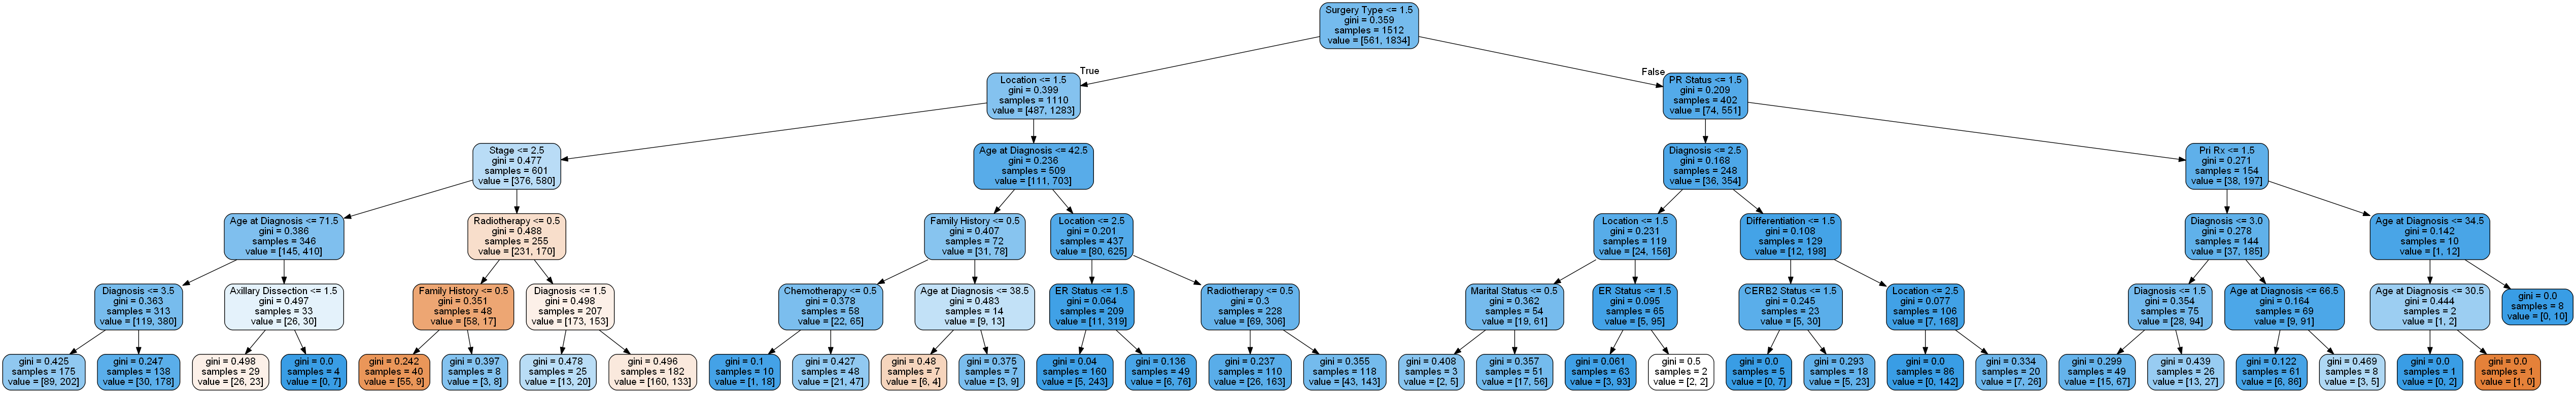 Surgery Type <= 1.5
gini = 0.359
samples = 1512
value = [561, 1834]
True
False
Location <= 1.5
gini = 0.399
samples = 1110
value = [487, 1283]
PR Status <= 1.5
gini = 0.209
samples = 402
value = [74, 551]
Stage <= 2.5
gini = 0.477
samples = 601
value = [376, 580]
Age at Diagnosis <= 42.5
gini = 0.236
samples = 509
value = [111, 703]
Diagnosis <= 2.5
gini = 0.168
samples = 248
value = [36, 354]
Pri Rx <= 1.5
gini = 0.271
samples = 154
value = [38, 197]
Age at Diagnosis <= 71.5
gini = 0.386
samples = 346
value = [145, 410]
Radiotherapy <= 0.5
gini = 0.488
samples = 255
value = [231, 170]
Family History <= 0.5
gini = 0.407
samples = 72
value = [31, 78]
Location <= 2.5
gini = 0.201
samples = 437
value = [80, 625]
Location <= 1.5
gini = 0.231
samples = 119
value = [24, 156]
Differentiation <= 1.5
gini = 0.108
samples = 129
value = [12, 198]
Diagnosis <= 3.0
gini = 0.278
samples = 144
value = [37, 185]
Age at Diagnosis <= 34.5
gini = 0.142
samples = 10
value = [1, 12]
Diagnosis <= 3.5
gini = 0.363
samples = 313
value = [119, 380]
Axillary Dissection <= 1.5
gini = 0.497
samples = 33
value = [26, 30]
Family History <= 0.5
gini = 0.351
samples = 48
value = [58, 17]
Diagnosis <= 1.5
gini = 0.498
samples = 207
value = [173, 153]
Chemotherapy <= 0.5
gini = 0.378
samples = 58
value = [22, 65]
Age at Diagnosis <= 38.5
gini = 0.483
samples = 14
value = [9, 13]
ER Status <= 1.5
gini = 0.064
samples = 209
value = [11, 319]
Radiotherapy <= 0.5
gini = 0.3
samples = 228
value = [69, 306]
Marital Status <= 0.5
gini = 0.362
samples = 54
value = [19, 61]
ER Status <= 1.5
gini = 0.095
samples = 65
value = [5, 95]
CERB2 Status <= 1.5
gini = 0.245
samples = 23
value = [5, 30]
Location <= 2.5
gini = 0.077
samples = 106
value = [7, 168]
Diagnosis <= 1.5
gini = 0.354
samples = 75
value = [28, 94]
Age at Diagnosis <= 66.5
gini = 0.164
samples = 69
value = [9, 91]
Age at Diagnosis <= 30.5
gini = 0.444
samples = 2
value = [1, 2]
gini = 0.0
samples = 8
value = [0, 10]
gini = 0.425
samples = 175
value = [89, 202]
gini = 0.247
samples = 138
value = [30, 178]
gini = 0.498
samples = 29
value = [26, 23]
gini = 0.0
samples = 4
value = [0, 7]
gini = 0.242
samples = 40
value = [55, 9]
gini = 0.397
samples = 8
value = [3, 8]
gini = 0.478
samples = 25
value = [13, 20]
gini = 0.496
samples = 182
value = [160, 133]
gini = 0.1
samples = 10
value = [1, 18]
gini = 0.427
samples = 48
value = [21, 47]
gini = 0.48
samples = 7
value = [6, 4]
gini = 0.375
samples = 7
value = [3, 9]
gini = 0.04
samples = 160
value = [5, 243]
gini = 0.136
samples = 49
value = [6, 76]
gini = 0.237
samples = 110
value = [26, 163]
gini = 0.355
samples = 118
value = [43, 143]
gini = 0.408
samples = 3
value = [2, 5]
gini = 0.357
samples = 51
value = [17, 56]
gini = 0.061
samples = 63
value = [3, 93]
gini = 0.5
samples = 2
value = [2, 2]
gini = 0.0
samples = 5
value = [0, 7]
gini = 0.293
samples = 18
value = [5, 23]
gini = 0.0
samples = 86
value = [0, 142]
gini = 0.334
samples = 20
value = [7, 26]
gini = 0.299
samples = 49
value = [15, 67]
gini = 0.439
samples = 26
value = [13, 27]
gini = 0.122
samples = 61
value = [6, 86]
gini = 0.469
samples = 8
value = [3, 5]
gini = 0.0
samples = 1
value = [0, 2]
gini = 0.0
samples = 1
value = [1, 0]